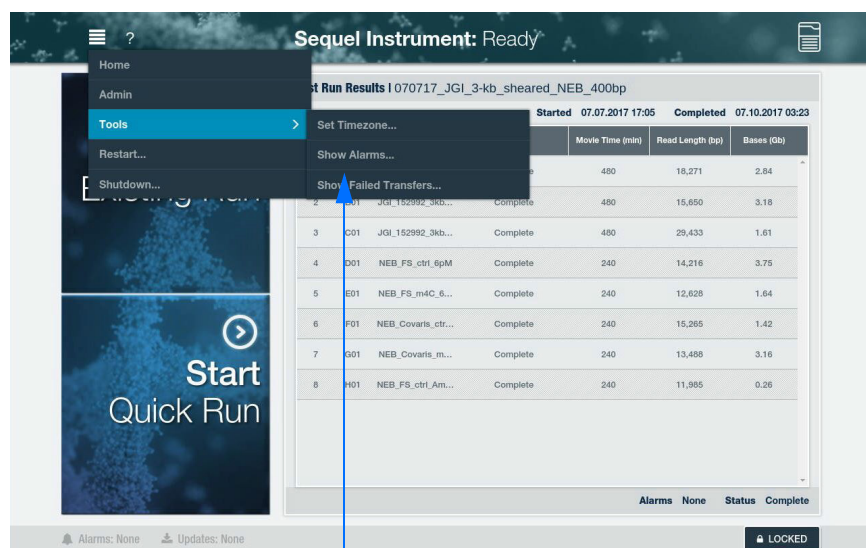 ?
Sequel Instrument: Ready
Home
Admin
Tools
Restart...
Shutdown...
Set Timezone...
Show Alarms...
Show Failed Transfers...
st Run Results I 070717_JGI_3-kb_sheared_NEB_400bp
Started 07.07.2017 17:05 Completed 07.10.2017 03:23
Movie Time (min) Read Length (bp) Bases (Gb)
480 18,271 2.84
2 JGI_152992_3kb... Complete 480 15,650 3.18
3 C01 JGI_152992_3kb... Complete 480 29,433 1.61
4 D01 NEB_FS_ctrl_6pM Complete 240 14,216 3.75
5 E01 NEB_FS_m4C_6... Complete 240 12,628 1.64
6 F01 NEB_Covaris_ctr... Complete 240 15,265 1.42
7 G01 NEB_Covaris_m... Complete 240 13,488 3.16
8 H01 NEB_FS_ctrl_Am... Complete 240 11,985 0.26
Existing Run
Start
Quick Run
Alarms None Status Complete
Alarms: None Updates: None
LOCKED